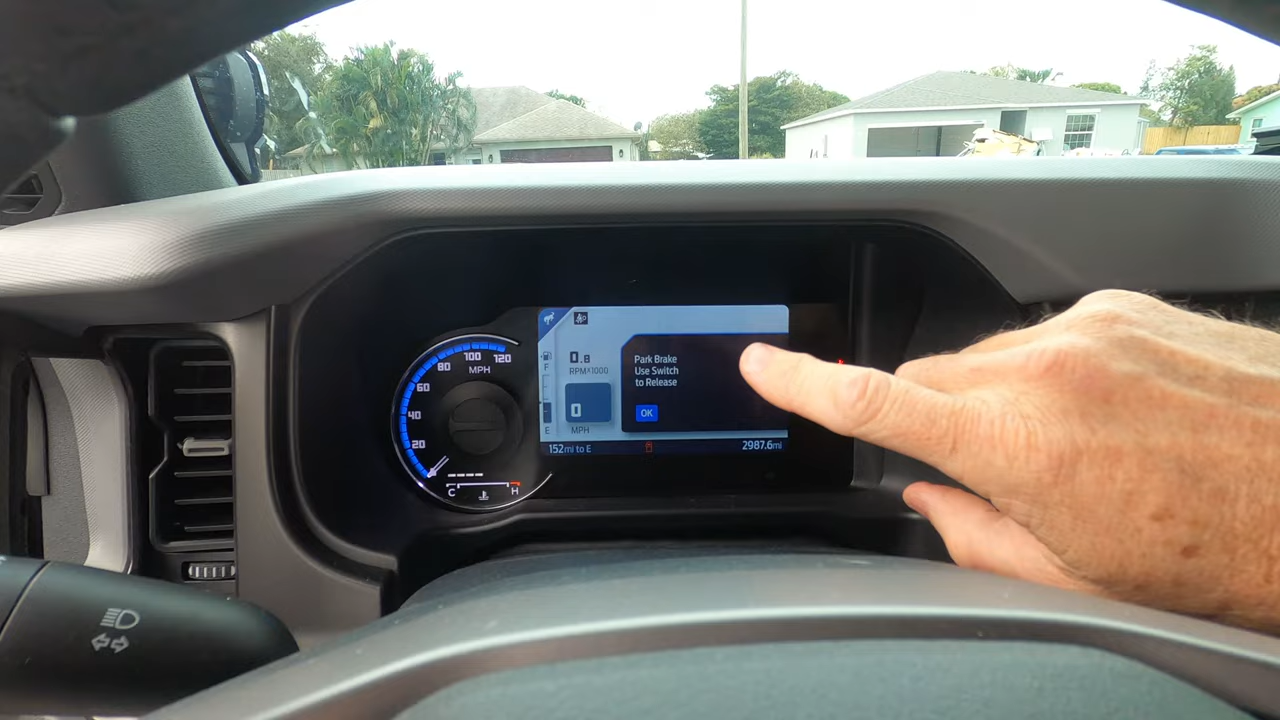 100
80
120
MPH
60
40
20
C
H
F
E
0.8
RPM×1000
0
MPH
Park Brake
Use Switch
to Release
OK
152mi to E
2987.6mi